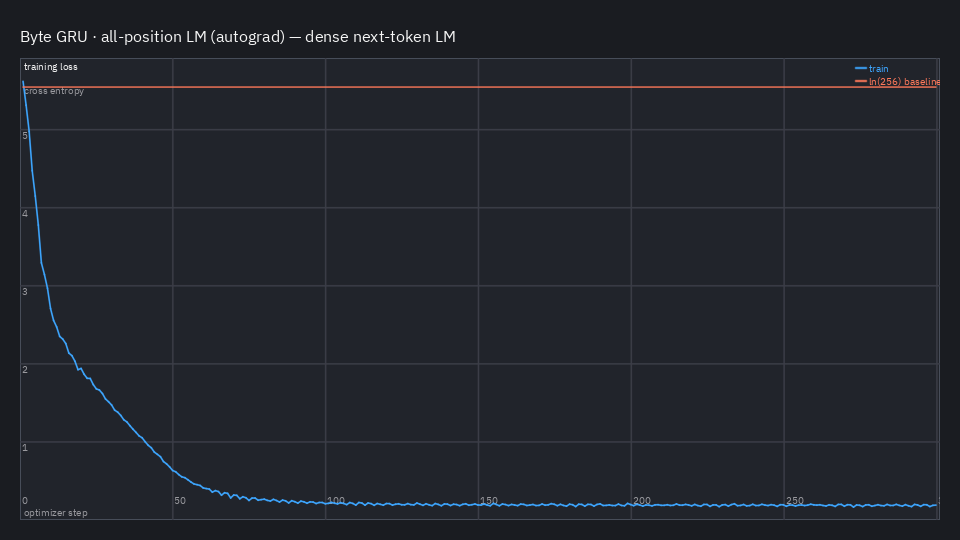 Byte GRU · all-position LM (autograd) — dense next-token LM
training loss
train
ln(256) baseline
cross entropy
5
4
3
2
1
0
50
100
150
200
250
optimizer step